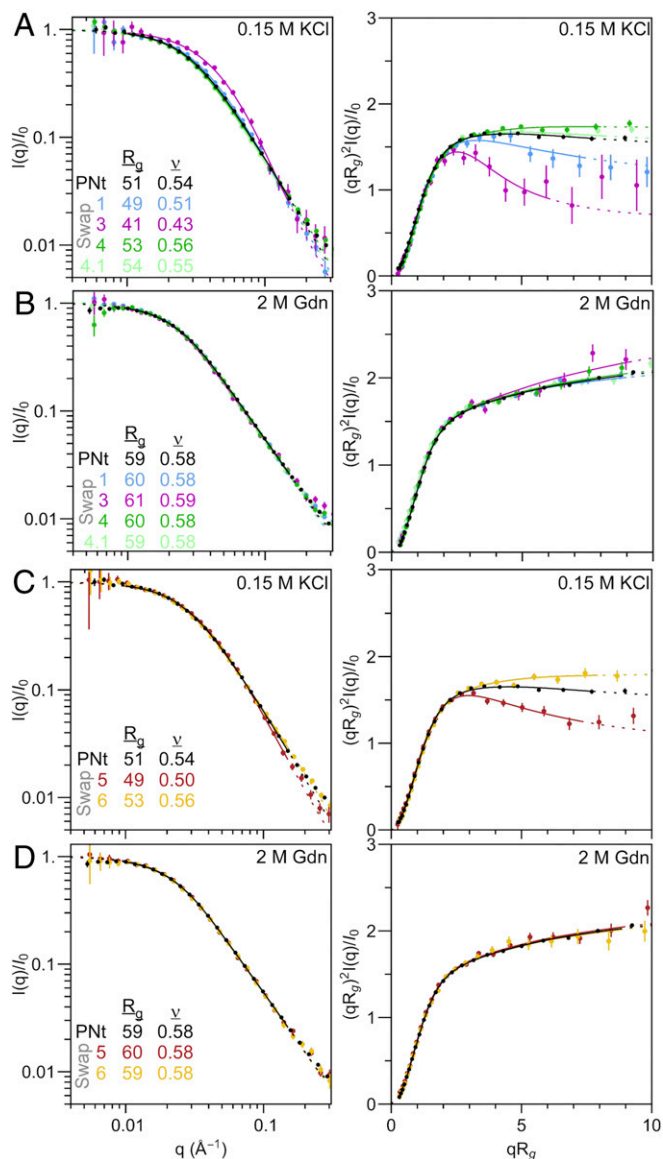 A
0.15 M KCl
I(q)/I0
1.0
0.1
0.01
Rg ν
PNt 51 0.54
Swap
1 49 0.51
3 41 0.43
4 53 0.56
4.1 54 0.55
0.15 M KCl
(qRg)²I(q)/I0
3
2
1
0
B
2 M Gdn
I(q)/I0
1.0
0.1
0.01
Rg ν
PNt 59 0.58
Swap
1 60 0.58
3 61 0.59
4 60 0.58
4.1 59 0.58
2 M Gdn
(qRg)²I(q)/I0
3
2
1
0
C
0.15 M KCl
I(q)/I0
1.0
0.1
0.01
Rg ν
PNt 51 0.54
Swap
5 49 0.50
6 53 0.56
0.15 M KCl
(qRg)²I(q)/I0
3
2
1
0
D
2 M Gdn
I(q)/I0
1.0
0.1
0.01
Rg ν
PNt 59 0.58
Swap
5 60 0.58
6 59 0.58
0.01 0.1
q (Å⁻¹)
2 M Gdn
(qRg)²I(q)/I0
3
2
1
0
0 5 10
qRg